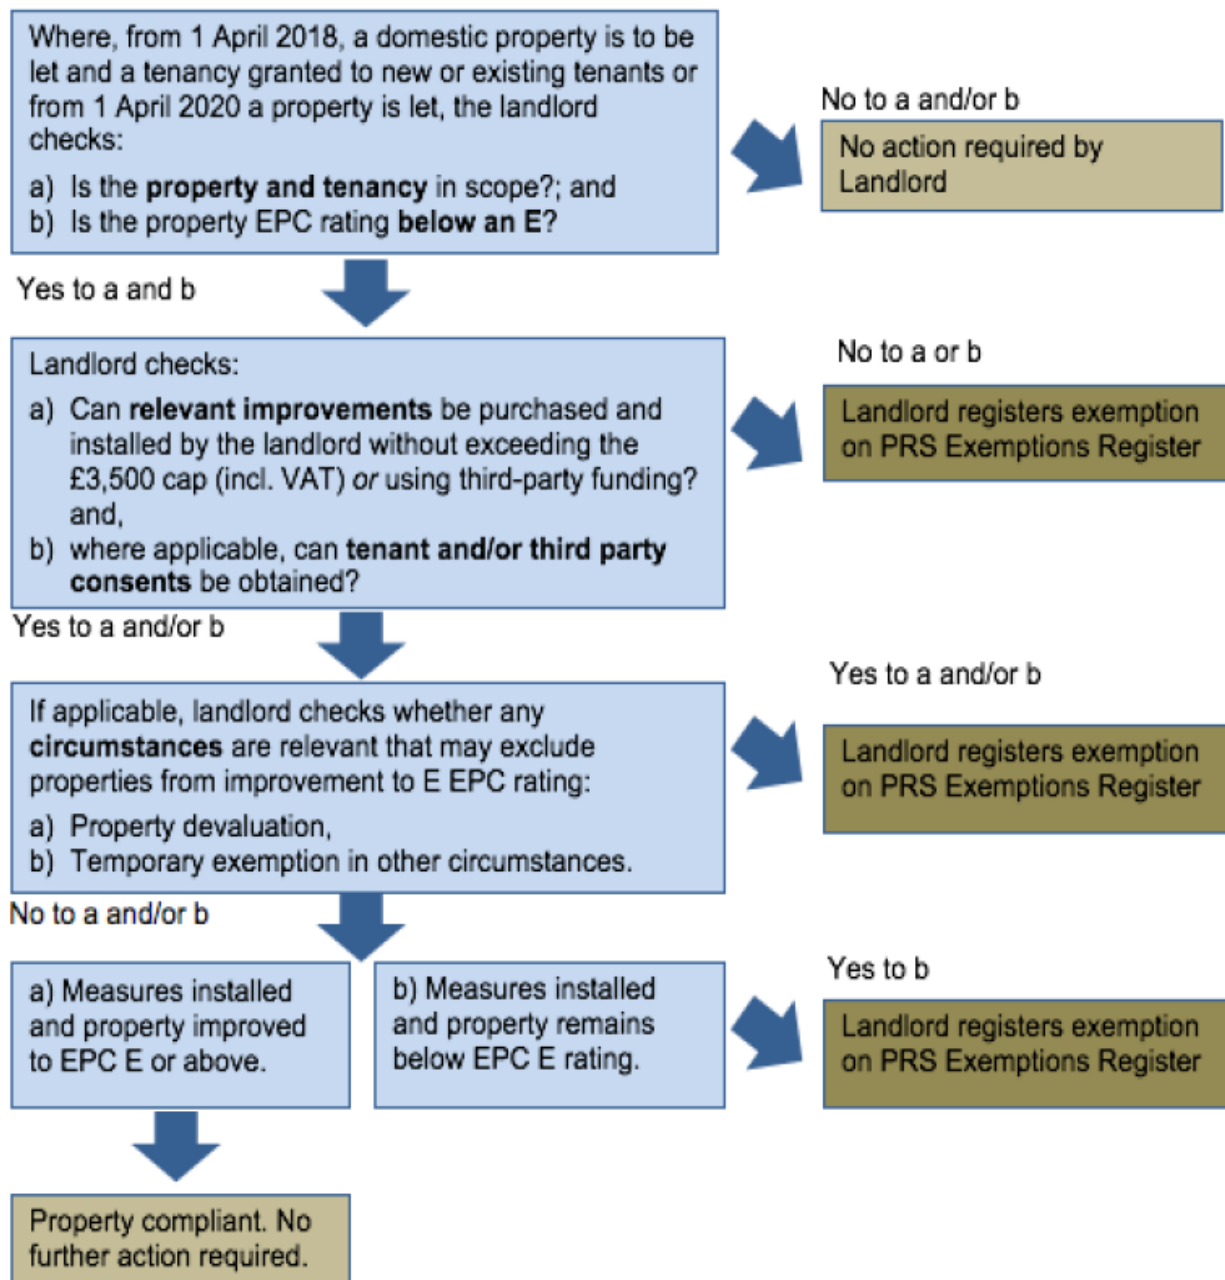 Where, from 1 April 2018, a domestic property is to be
let and a tenancy granted to new or existing tenants or
from 1 April 2020 a property is let, the landlord
checks:
a) Is the property and tenancy in scope?; and
b) Is the property EPC rating below an E?
No to a and/or b
No action required by
Landlord
Yes to a and b
Landlord checks:
a) Can relevant improvements be purchased and
installed by the landlord without exceeding the
£3,500 cap (incl. VAT) or using third-party funding?
and,
b) where applicable, can tenant and/or third party
consents be obtained?
No to a or b
Landlord registers exemption
on PRS Exemptions Register
Yes to a and/or b
If applicable, landlord checks whether any
circumstances are relevant that may exclude
properties from improvement to E EPC rating:
a) Property devaluation,
b) Temporary exemption in other circumstances.
Yes to a and/or b
Landlord registers exemption
on PRS Exemptions Register
No to a and/or b
a) Measures installed
and property improved
to EPC E or above.
b) Measures installed
and property remains
below EPC E rating.
Yes to b
Landlord registers exemption
on PRS Exemptions Register
Property compliant. No
further action required.